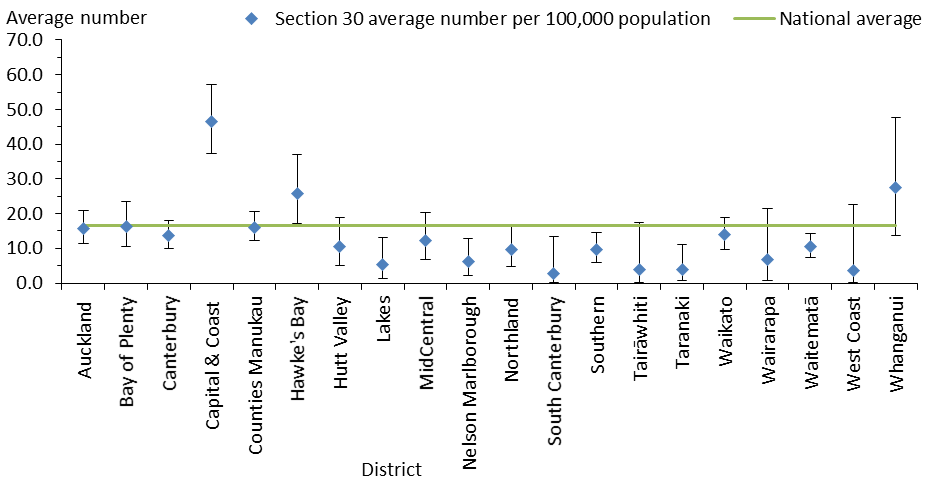 Average number
Section 30 average number per 100,000 population
National average
70.0
60.0
50.0
40.0
30.0
20.0
10.0
0.0
Auckland
Bay of Plenty
Canterbury
Capital & Coast
Counties Manukau
Hawke's Bay
Hutt Valley
Lakes
MidCentral
Nelson Marlborough
Northland
South Canterbury
Southern
Tairāwhiti
Taranaki
Waikato
Wairarapa
Waitematā
West Coast
Whanganui
District